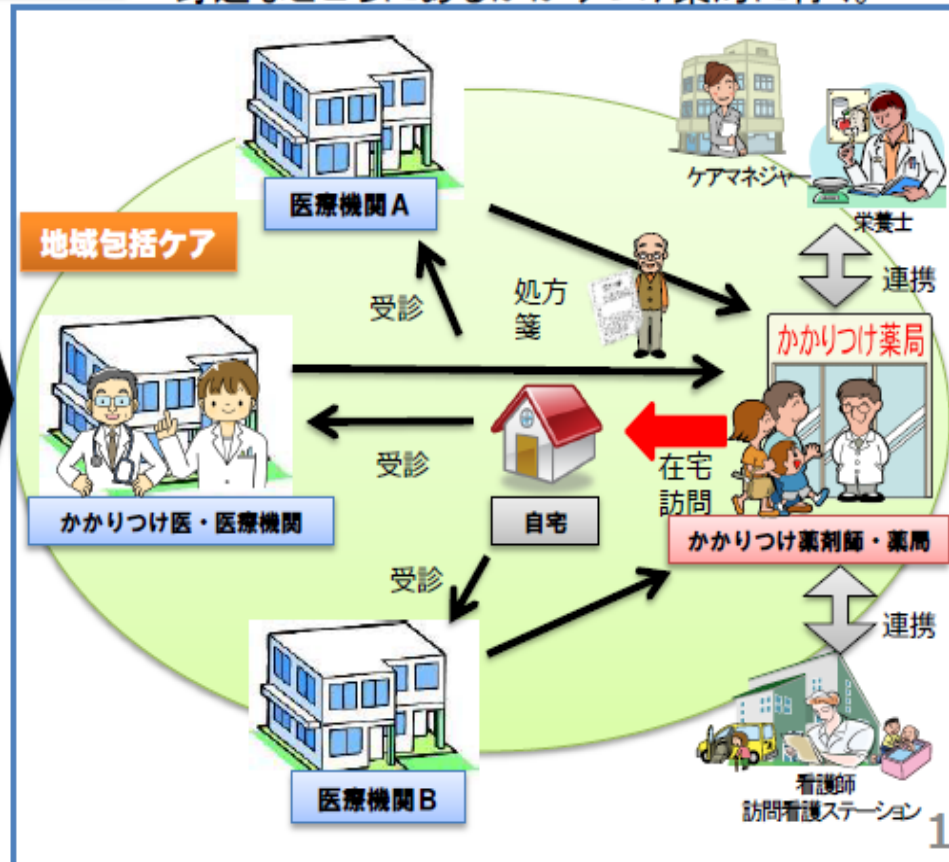 医療機関A
ケアマネジャー
栄養士
地域包括ケア
連携
受診
処方
箋
かかりつけ薬局
受診
在宅
訪問
かかりつけ医・医療機関
自宅
かかりつけ薬剤師・薬局
受診
連携
医療機関B
看護師
訪問看護ステーション
1